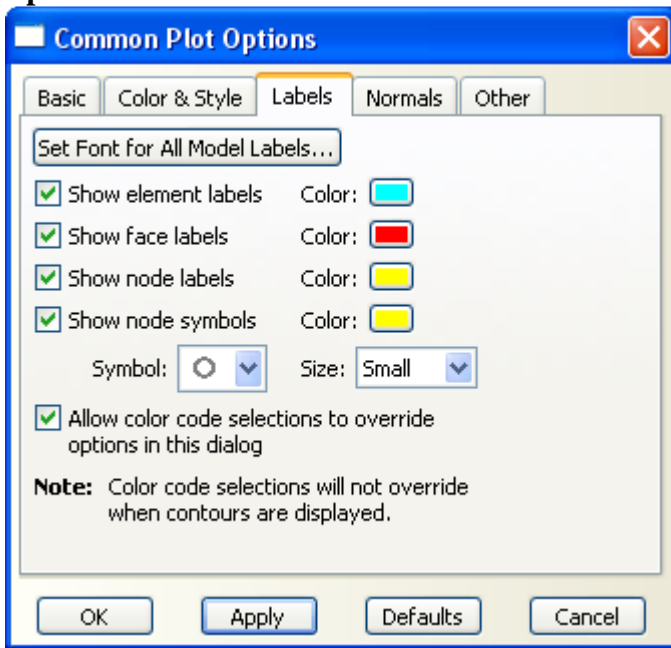 Common Plot Options
Basic Color & Style Labels Normals Other
Set Font for All Model Labels...
Show element labels Color:
Show face labels Color:
Show node labels Color:
Show node symbols Color:
Symbol: Size: Small
Allow color code selections to override
options in this dialog
Note: Color code selections will not override
when contours are displayed.
OK Apply Defaults Cancel